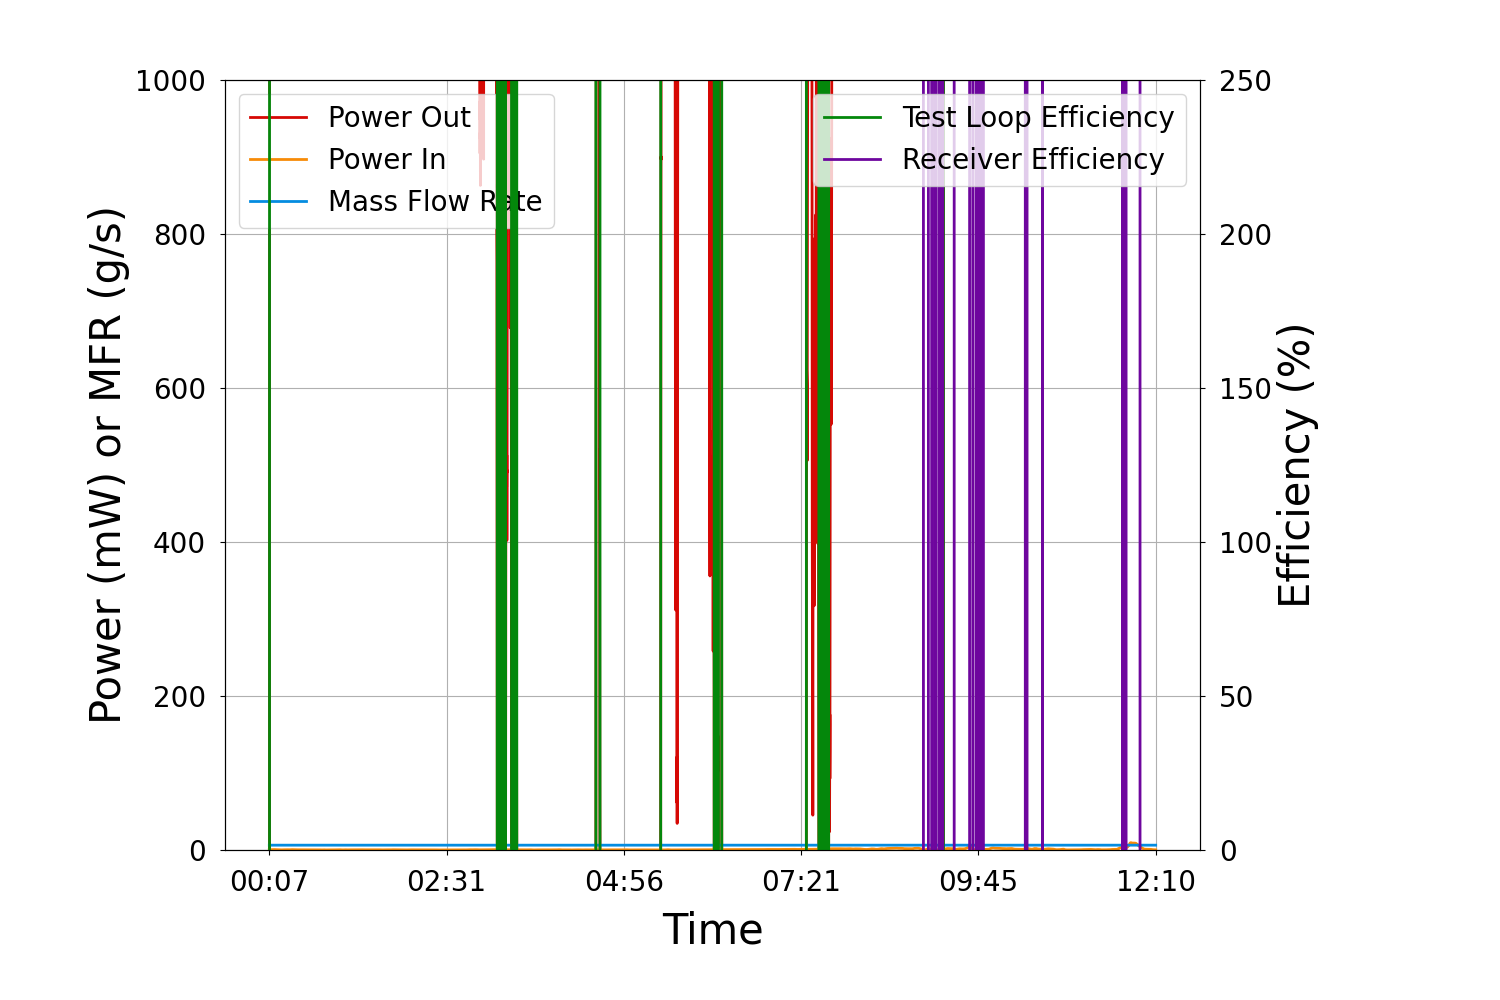 1000
800
600
400
200
0
Power (mW) or MFR (g/s)
Power Out
Power In
Mass Flow Rate
Test Loop Efficiency
Receiver Efficiency
250
200
150
100
50
0
Efficiency (%)
00:07 02:31 04:56 07:21 09:45 12:10
Time